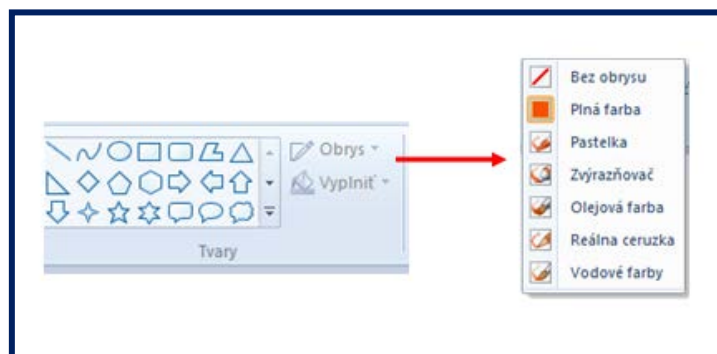 Obrys
Vyplniť
Tvary
Bez obrysu
Plná farba
Pastelka
Zvýrazňovač
Olejová farba
Reálna ceruzka
Vodové farby